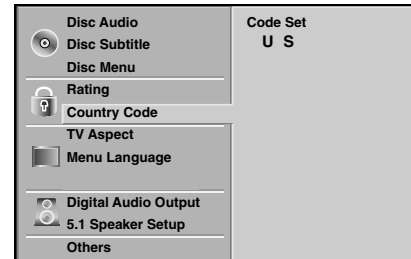 Disc Audio
Disc Subtitle
Disc Menu
Rating
Country Code
TV Aspect
Menu Language
Digital Audio Output
5.1 Speaker Setup
Others
Code Set
U S